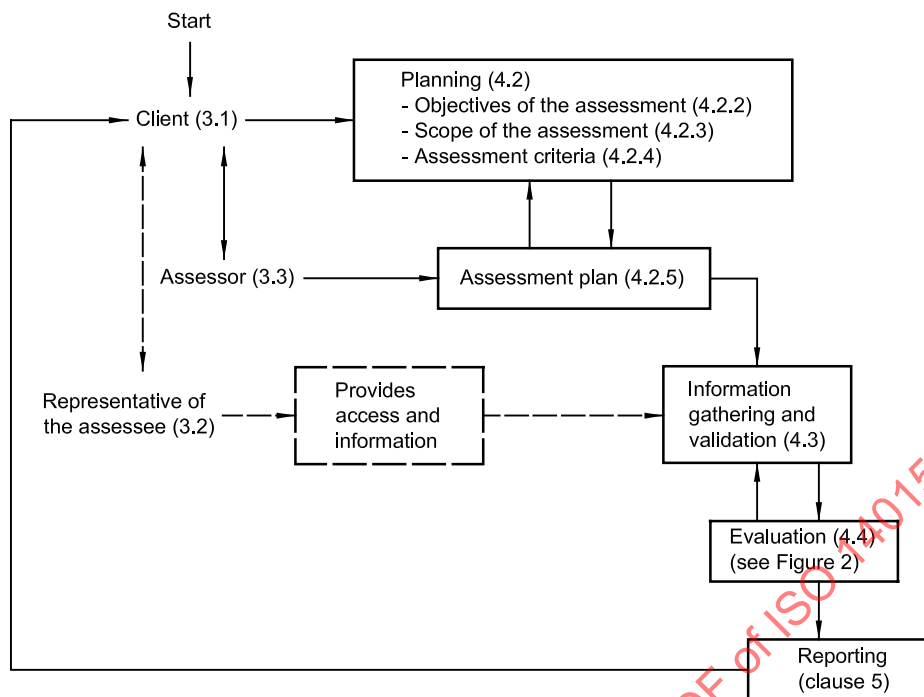 Start
Client (3.1)
Planning (4.2)
- Objectives of the assessment (4.2.2)
- Scope of the assessment (4.2.3)
- Assessment criteria (4.2.4)
Assessor (3.3)
Assessment plan (4.2.5)
Representative of
the assessee (3.2)
Provides
access and
information
Information
gathering and
validation (4.3)
Evaluation (4.4)
(see Figure 2)
Reporting
(clause 5)
of ISO 14015